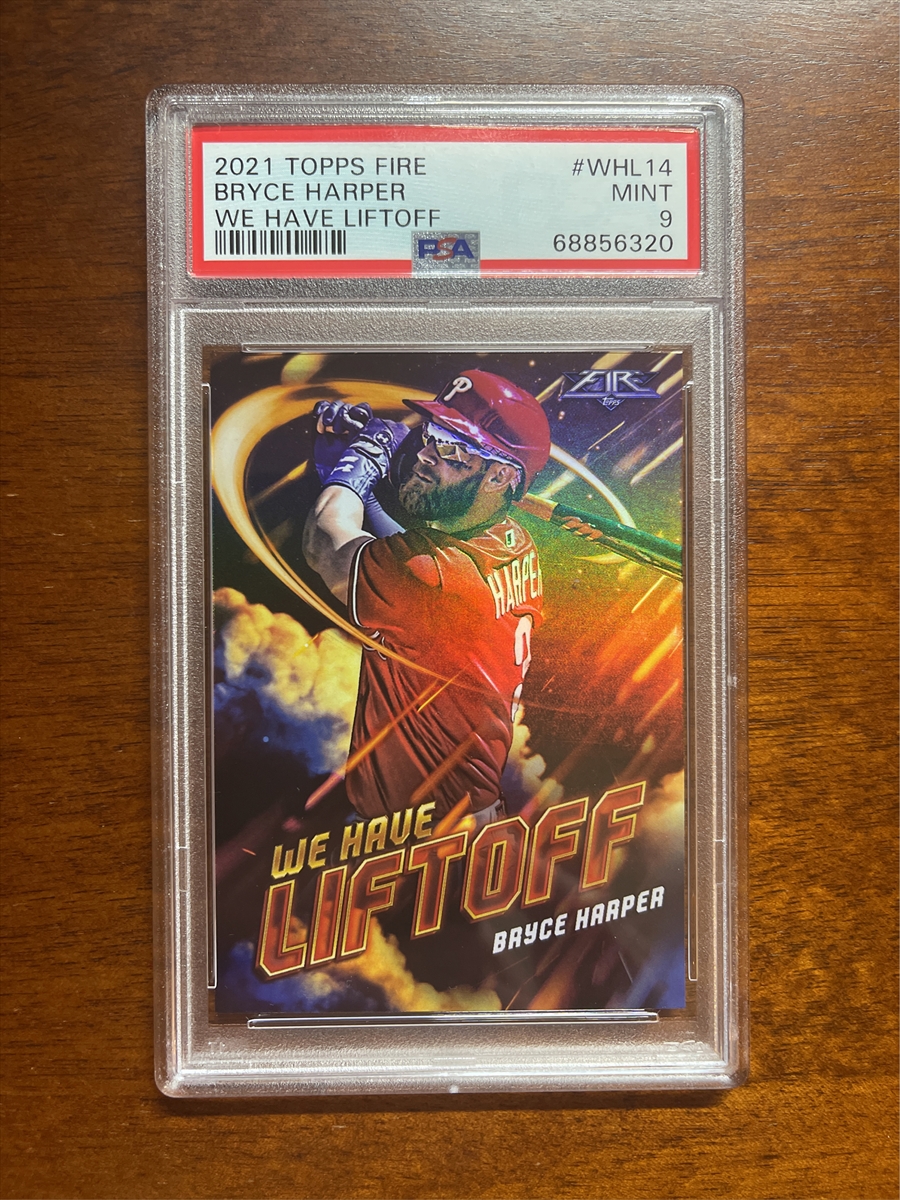 2021 TOPPS FIRE #WHL14
BRYCE HARPER MINT
WE HAVE LIFTOFF 9
PSA 68856320
P
FIRE
TOPPS
HARPER
WE HAVE
LIFTOFF
BRYCE HARPER